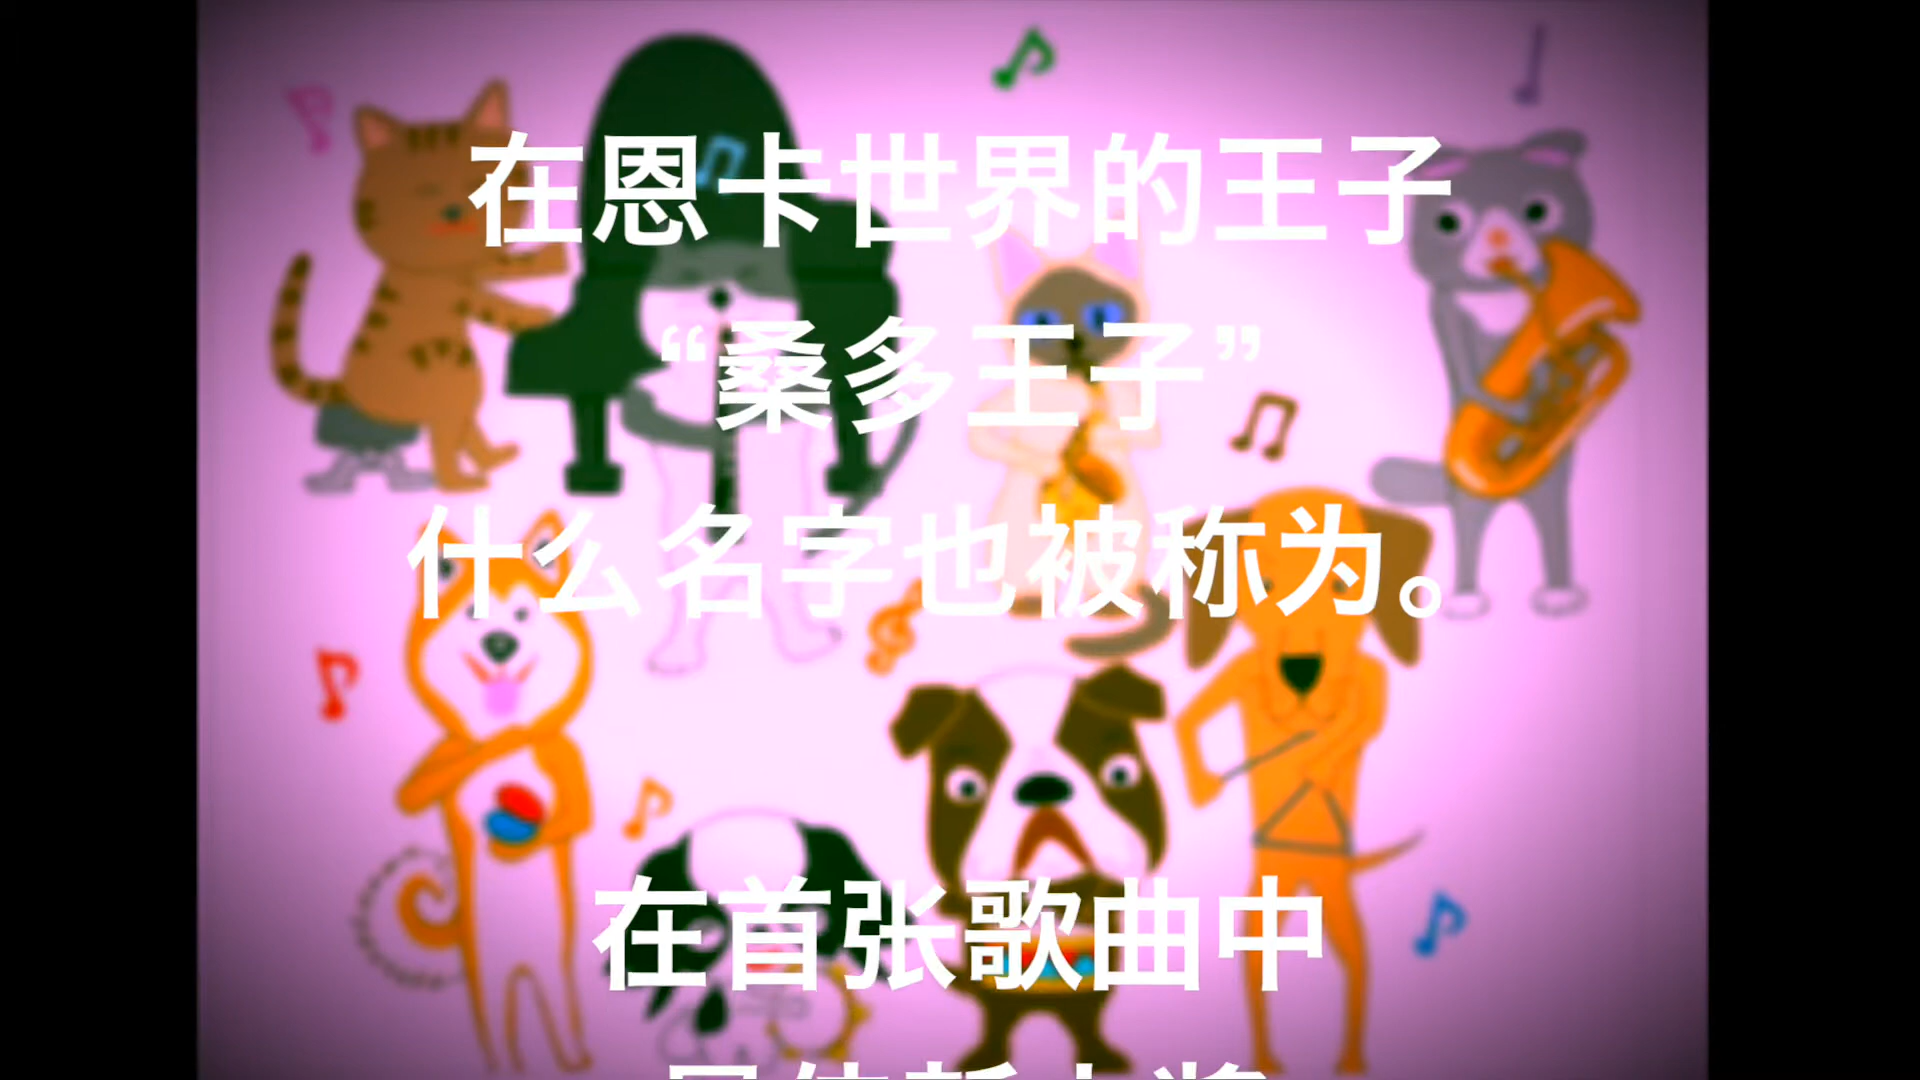 在恩卡世界的王子
“桑多王子”
什么名字也被称为。
在首张歌曲中